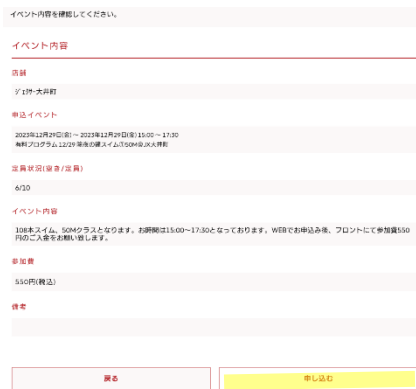 イベント内容を確認してください。
イベント内容
店舗
ジェクサー大井町
申込イベント
2023年12月29日(金) ~ 2023年12月29日(金) 15:00 ~ 17:30
有料プログラム 12/29 除夜の鐘スイム①50M@JX大井町
定員状況(空き/定員)
6/10
イベント内容
108本スイム、50Mクラスとなります。お時間は15:00~17:30となっております。WEBでお申込み後、フロントにて参加費550
円のご入金をお願い致します。
参加費
550円(税込)
備考
戻る
申し込む